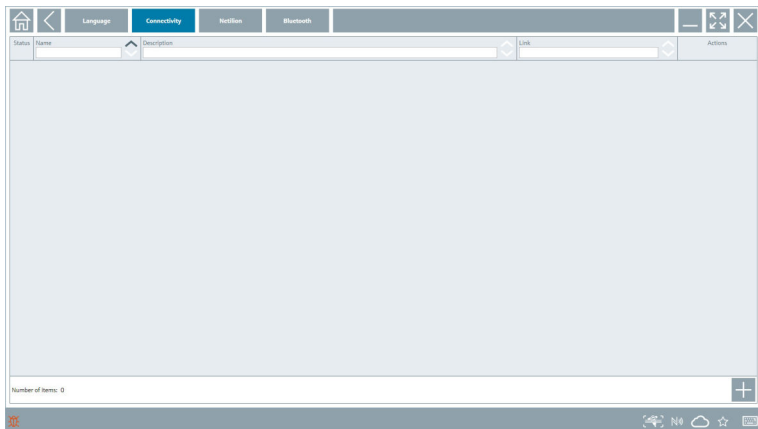 Language Connectivity Netilion Bluetooth
Status Name Description Link Actions
Number of items: 0